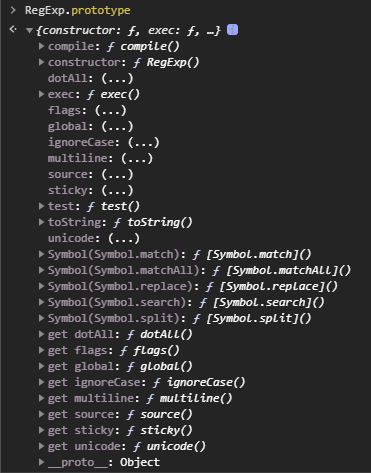 > RegExp.prototype
{constructor: ƒ, exec: ƒ, …}
compile: ƒ compile()
constructor: ƒ RegExp()
dotAll: (...)
exec: ƒ exec()
flags: (...)
global: (...)
ignoreCase: (...)
multiline: (...)
source: (...)
sticky: (...)
test: ƒ test()
toString: ƒ toString()
unicode: (...)
Symbol(Symbol.match): ƒ [Symbol.match]()
Symbol(Symbol.matchAll): ƒ [Symbol.matchAll]()
Symbol(Symbol.replace): ƒ [Symbol.replace]()
Symbol(Symbol.search): ƒ [Symbol.search]()
Symbol(Symbol.split): ƒ [Symbol.split]()
get dotAll: ƒ dotAll()
get flags: ƒ flags()
get global: ƒ global()
get ignoreCase: ƒ ignoreCase()
get multiline: ƒ multiline()
get source: ƒ source()
get sticky: ƒ sticky()
get unicode: ƒ unicode()
__proto__: Object